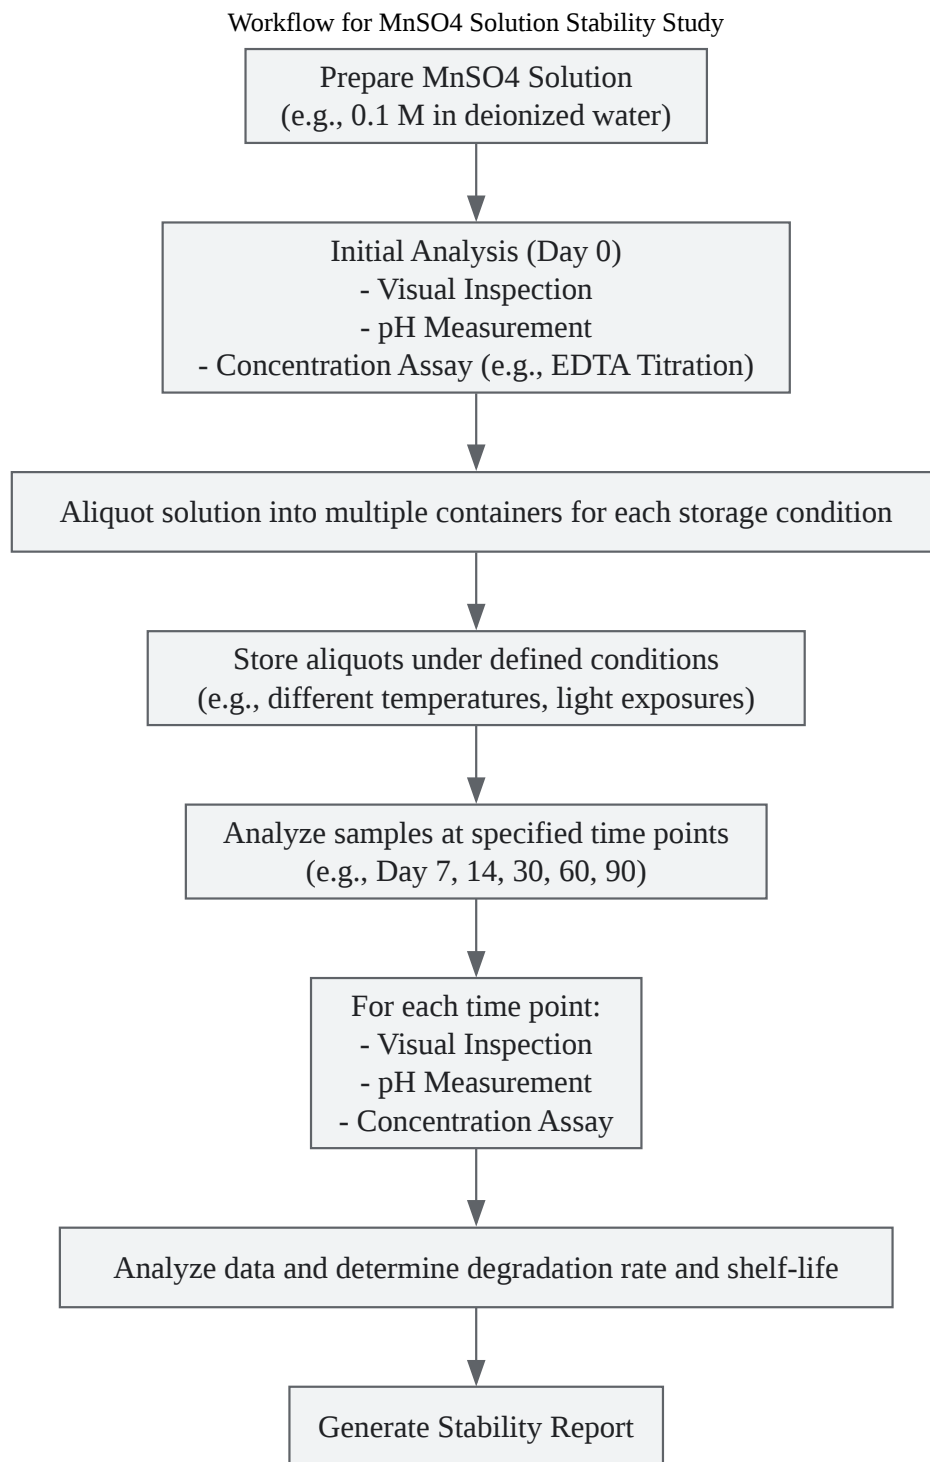 Workflow for MnSO4 Solution Stability Study
Prepare MnSO4 Solution
(e.g., 0.1 M in deionized water)
Initial Analysis (Day 0)
- Visual Inspection
- pH Measurement
- Concentration Assay (e.g., EDTA Titration)
Aliquot solution into multiple containers for each storage condition
Store aliquots under defined conditions
(e.g., different temperatures, light exposures)
Analyze samples at specified time points
(e.g., Day 7, 14, 30, 60, 90)
For each time point:
- Visual Inspection
- pH Measurement
- Concentration Assay
Analyze data and determine degradation rate and shelf-life
Generate Stability Report